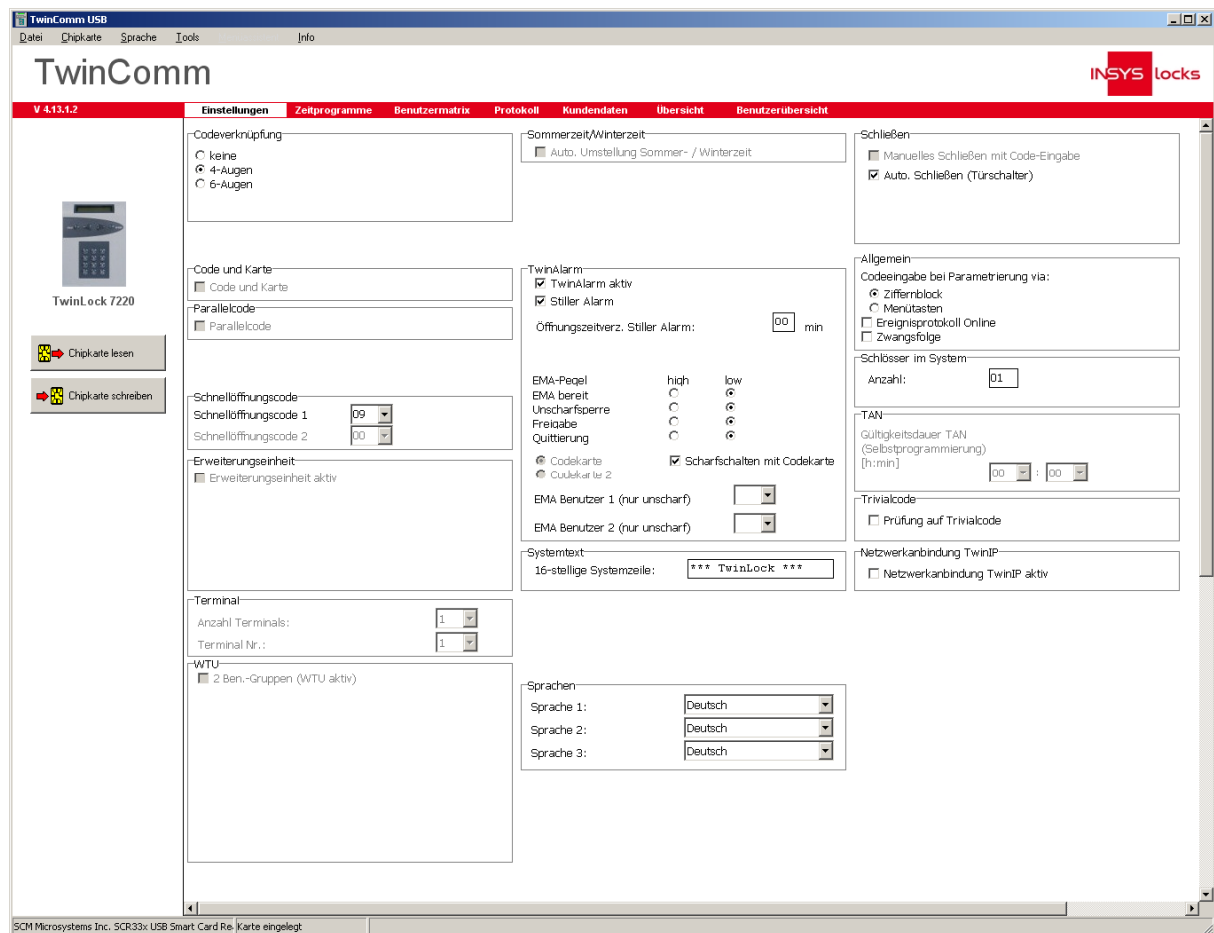 TwinComm USB
Datei Chipkarte Sprache Tools Info
TwinComm
INSYS locks
V 4.13.1.2
Einstellungen Zeitprogramme Benutzermatrix Protokoll Kundendaten Übersicht Benutzerübersicht
TwinLock 7220
Chipkarte lesen
Chipkarte schreiben
Codeverknüpfung
keine
4-Augen
6-Augen
Code und Karte
Code und Karte
Parallelcode
Parallelcode
Schnellöffnungscode
Schnellöffnungscode 1 09
Schnellöffnungscode 2 00
Erweiterungseinheit
Erweiterungseinheit aktiv
Terminal
Anzahl Terminals: 1
Terminal Nr.: 1
WTU
2 Ben.-Gruppen (WTU aktiv)
Sommerzeit/Winterzeit
Auto. Umstellung Sommer- / Winterzeit
TwinAlarm
TwinAlarm aktiv
Stiller Alarm
Öffnungszeitverz. Stiller Alarm: 00 min
EMA-Pegel high low
EMA bereit
Unscharfsperre
Freigabe
Quittierung
Codekarte Scharfschalten mit Codekarte
Codekarte 2
EMA Benutzer 1 (nur unscharf)
EMA Benutzer 2 (nur unscharf)
Systemtext
16-stellige Systemzeile: *** TwinLock ***
Sprachen
Sprache 1: Deutsch
Sprache 2: Deutsch
Sprache 3: Deutsch
Schließen
Manuelles Schließen mit Code-Eingabe
Auto. Schließen (Türschalter)
Allgemein
Codeeingabe bei Parametrierung via:
Ziffernblock
Menütasten
Ereignisprotokoll Online
Zwangsfolge
Schlösser im System
Anzahl: 01
TAN
Gültigkeitsdauer TAN
(Selbstprogrammierung)
[h:min] 00 : 00
Trivialcode
Prüfung auf Trivialcode
Netzwerkanbindung TwinIP
Netzwerkanbindung TwinIP aktiv
SCM Microsystems Inc. SCR33x USB Smart Card Re Karte eingelegt